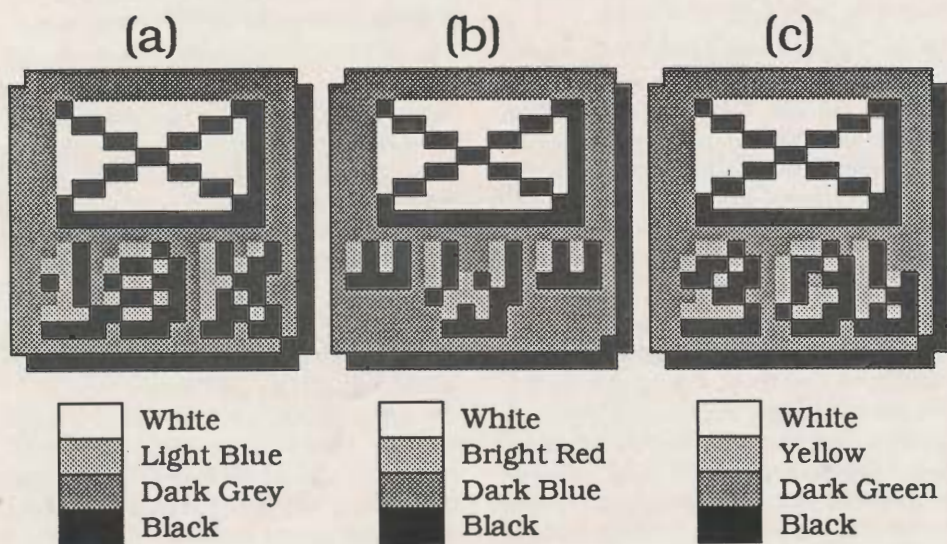 (a)
(b)
(c)
White
Light Blue
Dark Grey
Black
White
Bright Red
Dark Blue
Black
White
Yellow
Dark Green
Black